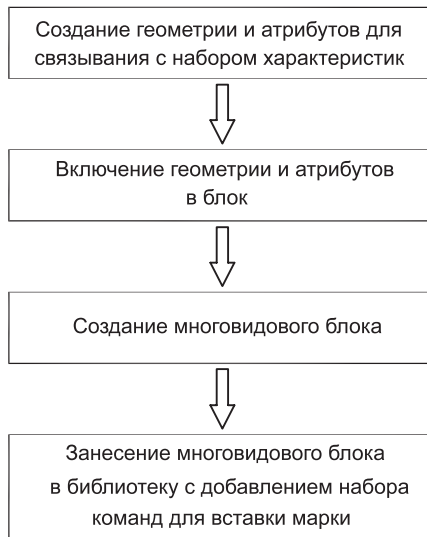 Создание геометрии и атрибутов для
связывания с набором характеристик
Включение геометрии и атрибутов
в блок
Создание многовидового блока
Занесение многовидового блока
в библиотеку с добавлением набора
команд для вставки марки